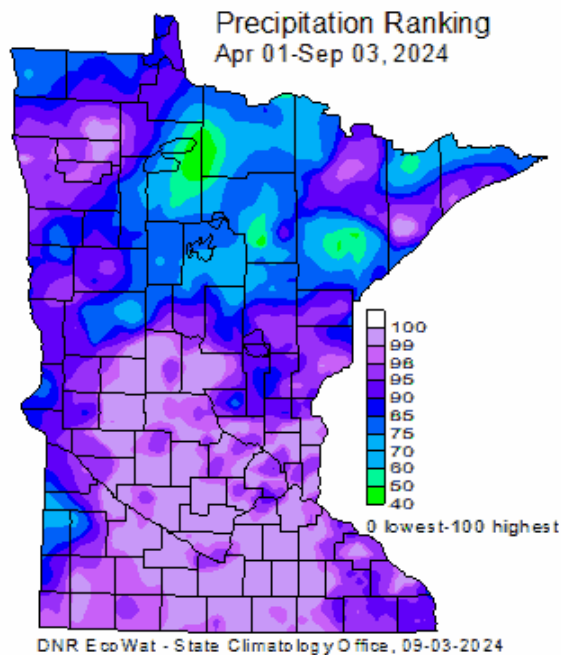 Precipitation Ranking
Apr 01-Sep 03, 2024
100
99
98
95
90
85
75
70
60
50
40
0 lowest-100 highest
DNR EcoWat - State Climatology Office, 09-03-2024